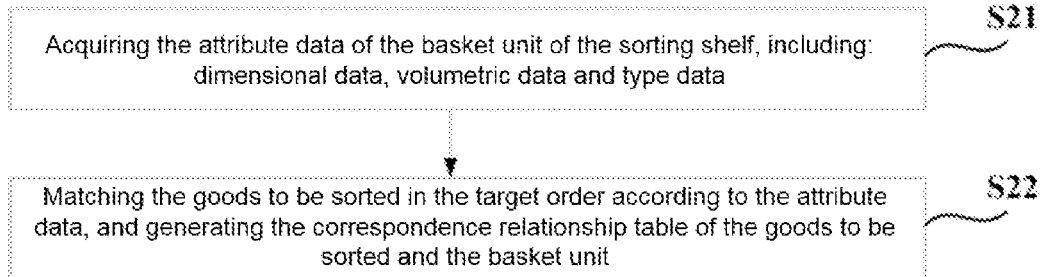 S21
Acquiring the attribute data of the basket unit of the sorting shelf, including:
dimensional data, volumetric data and type data
S22
Matching the goods to be sorted in the target order according to the attribute
data, and generating the correspondence relationship table of the goods to be
sorted and the basket unit